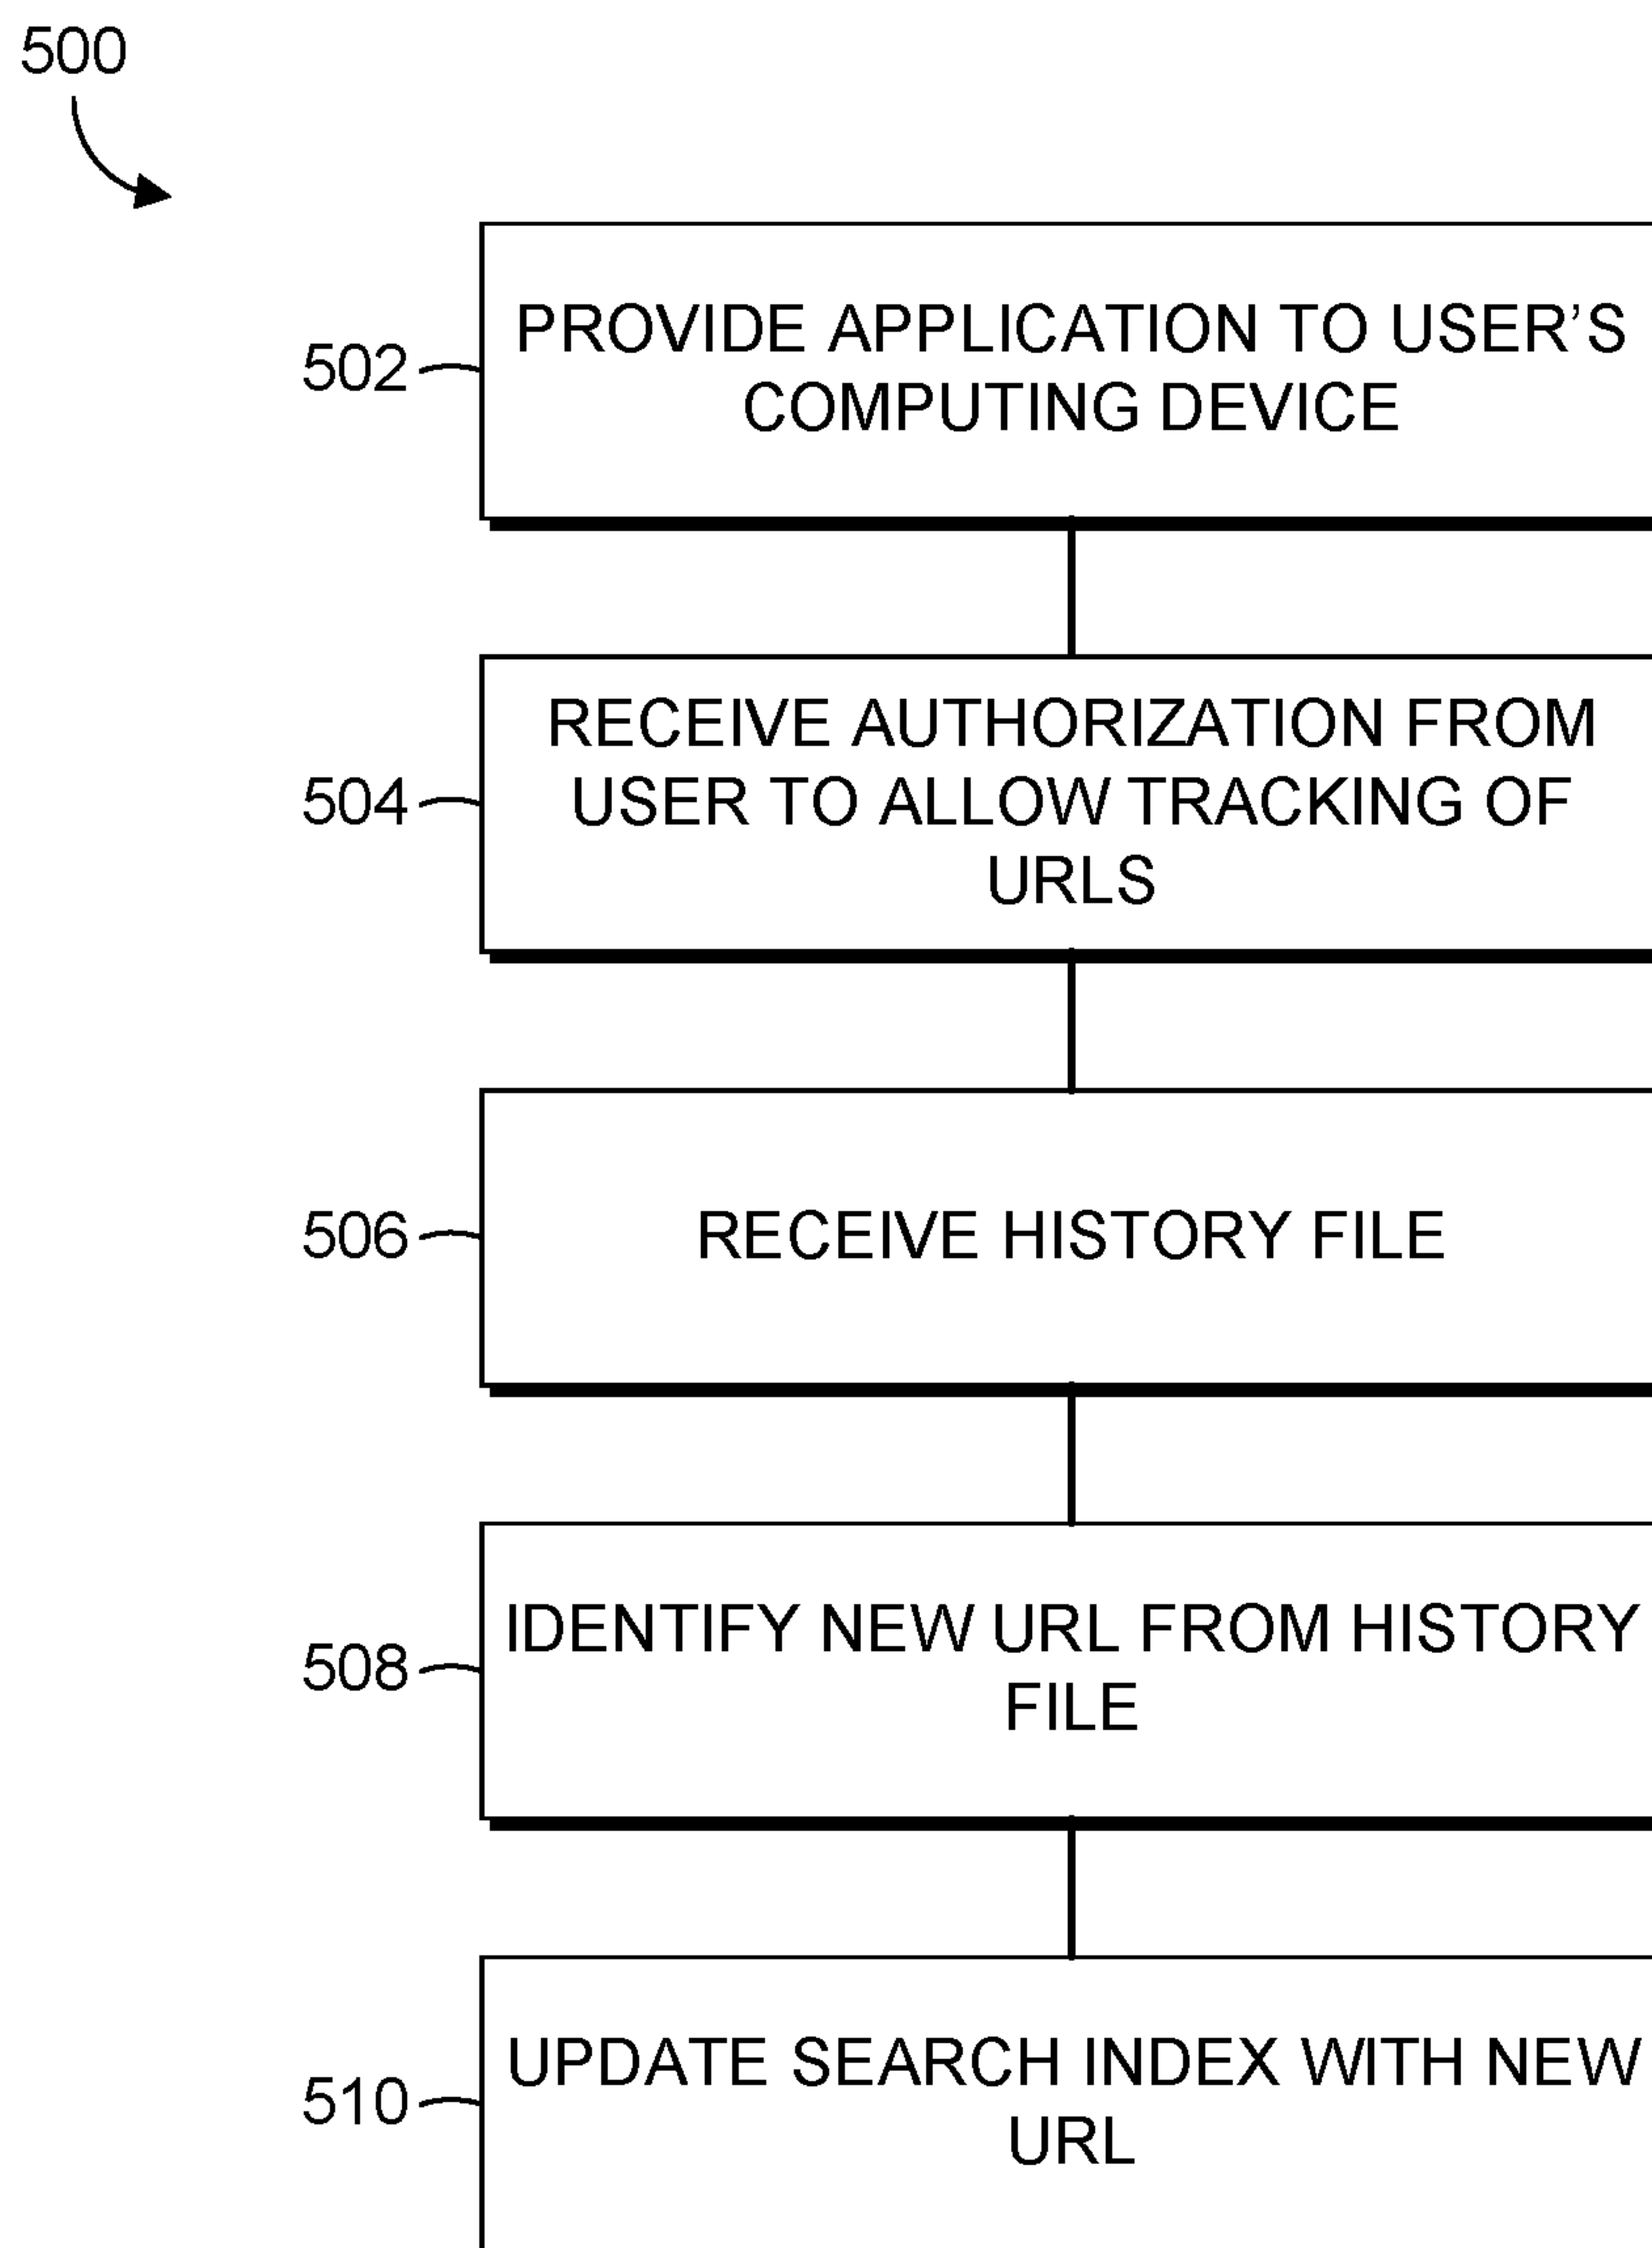 500
502
PROVIDE APPLICATION TO USER’S
COMPUTING DEVICE
504
RECEIVE AUTHORIZATION FROM
USER TO ALLOW TRACKING OF
URLS
506
RECEIVE HISTORY FILE
508
IDENTIFY NEW URL FROM HISTORY
FILE
510
UPDATE SEARCH INDEX WITH NEW
URL